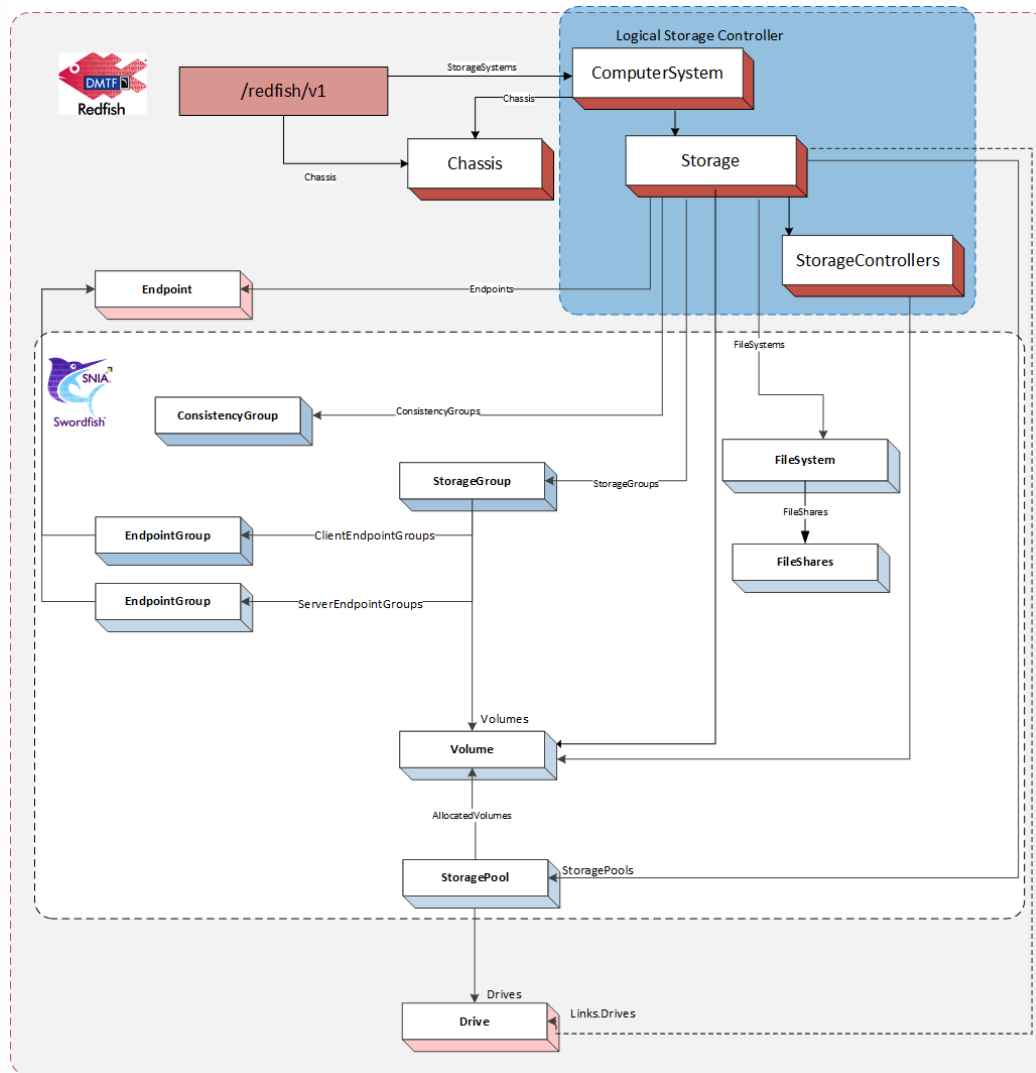 Logical Storage Controller
DMTF
Redfish
/redfish/v1
StorageSystems
ComputerSystem
Chassis
Chassis
Chassis
Storage
StorageControllers
Endpoint
Endpoints
SNIA
Swordfish
FileSystems
ConsistencyGroup
ConsistencyGroups
StorageGroup
StorageGroups
FileSystem
FileShares
FileShares
EndpointGroup
ClientEndpointGroups
EndpointGroup
ServerEndpointGroups
Volumes
Volume
AllocatedVolumes
StoragePool
StoragePools
Drives
Drive
Links.Drives